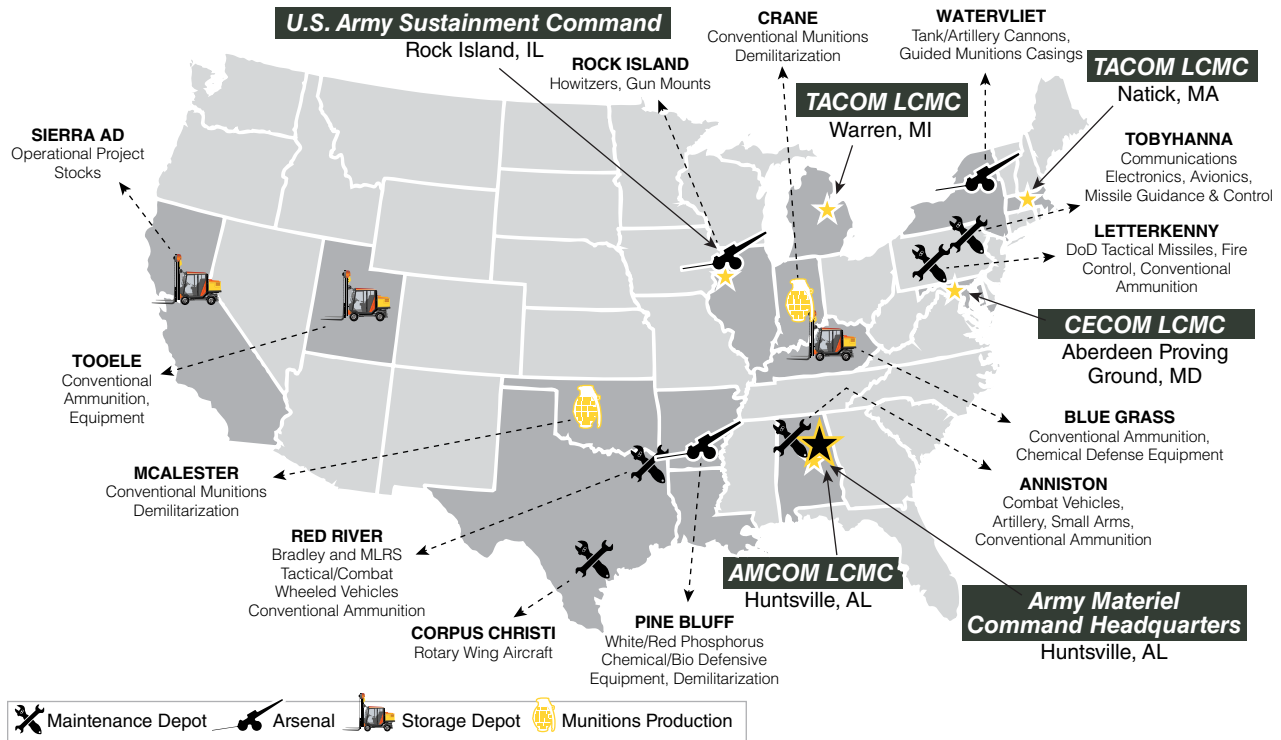 U.S. Army Sustainment Command
Rock Island, IL
ROCK ISLAND
Howitzers, Gun Mounts
CRANE
Conventional Munitions
Demilitarization
WATERVLIET
Tank/Artillery Cannons,
Guided Munitions Casings
TACOM LCMC
Warren, MI
TACOM LCMC
Natick, MA
SIERRA AD
Operational Project
Stocks
TOBYHANNA
Communications
Electronics, Avionics,
Missile Guidance & Control
LETTERKENNY
DoD Tactical Missiles, Fire
Control, Conventional
Ammunition
CECOM LCMC
Aberdeen Proving
Ground, MD
TOOELE
Conventional
Ammunition,
Equipment
BLUE GRASS
Conventional Ammunition,
Chemical Defense Equipment
MCALESTER
Conventional Munitions
Demilitarization
ANNISTON
Combat Vehicles,
Artillery, Small Arms,
Conventional Ammunition
RED RIVER
Bradley and MLRS
Tactical/Combat
Wheeled Vehicles
Conventional Ammunition
CORPUS CHRISTI
Rotary Wing Aircraft
PINE BLUFF
White/Red Phosphorus
Chemical/Bio Defensive
Equipment, Demilitarization
AMCOM LCMC
Huntsville, AL
Army Materiel
Command Headquarters
Huntsville, AL
Maintenance Depot
Arsenal
Storage Depot
Munitions Production